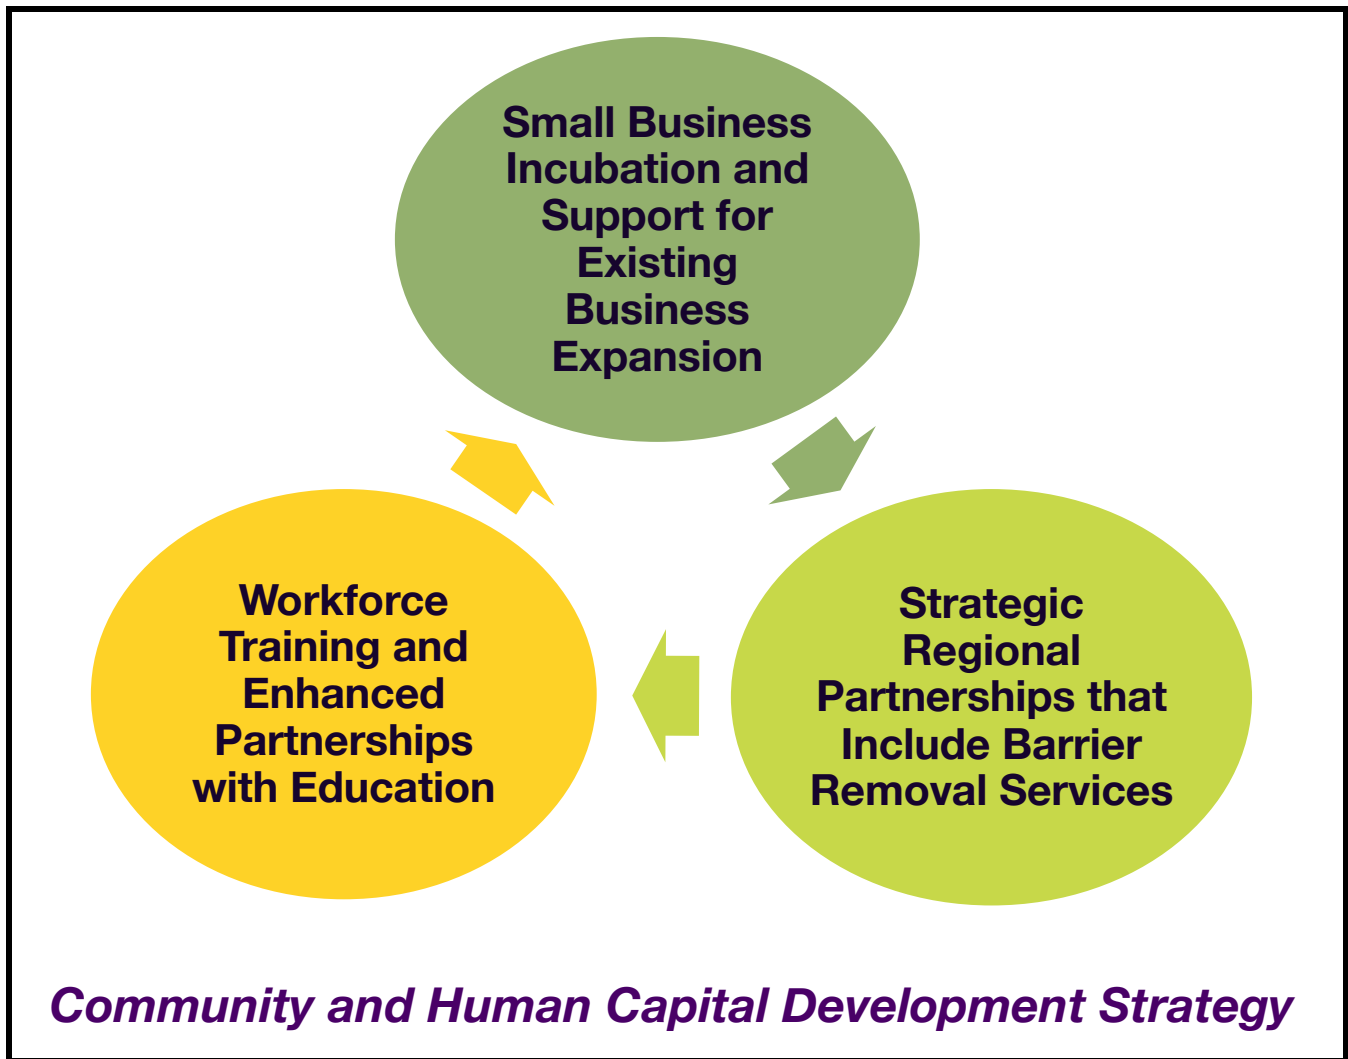 Small Business
Incubation and
Support for
Existing
Business
Expansion
Workforce
Training and
Enhanced
Partnerships
with Education
Strategic
Regional
Partnerships that
Include Barrier
Removal Services
Community and Human Capital Development Strategy